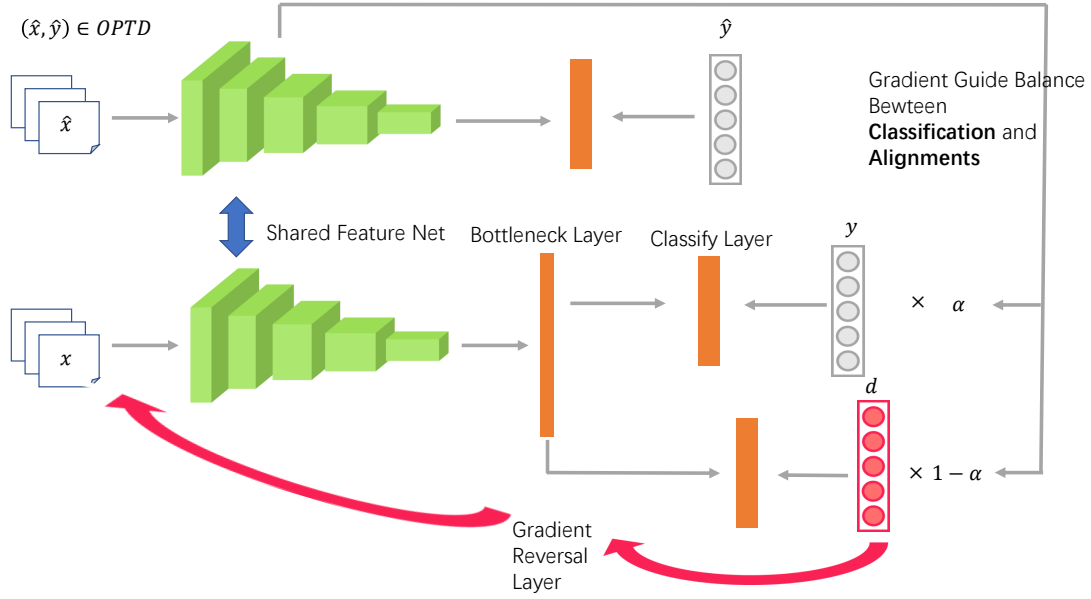 (x̂, ŷ) ∈ OPTD
ŷ
x̂
Gradient Guide Balance
Bewteen
Classification and
Alignments
Shared Feature Net
Bottleneck Layer
Classify Layer
y
× α
x
d
× 1 − α
Gradient
Reversal
Layer